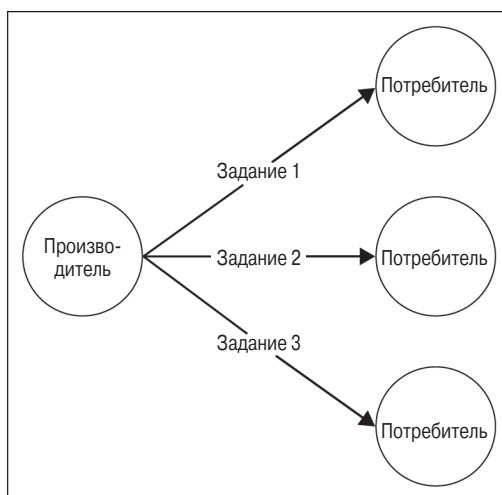 Потребитель
Задание 1
Произво-
дитель
Задание 2
Потребитель
Задание 3
Потребитель